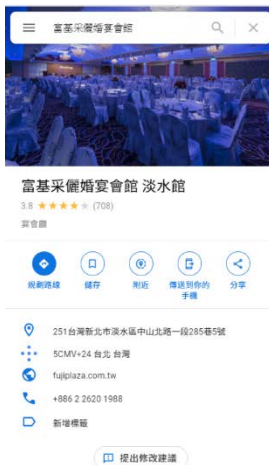 富基采儷婚宴會館
富基采儷婚宴會館 淡水館
3.8 ★★★★★ (708)
宴會廳
規劃路線
儲存
附近
傳送到你的手機
分享
251台灣新北市淡水區中山北路一段285巷5號
5CMV+24 台北 台灣
fujiplaza.com.tw
+886 2 2620 1988
新增標籤
提出修改建議